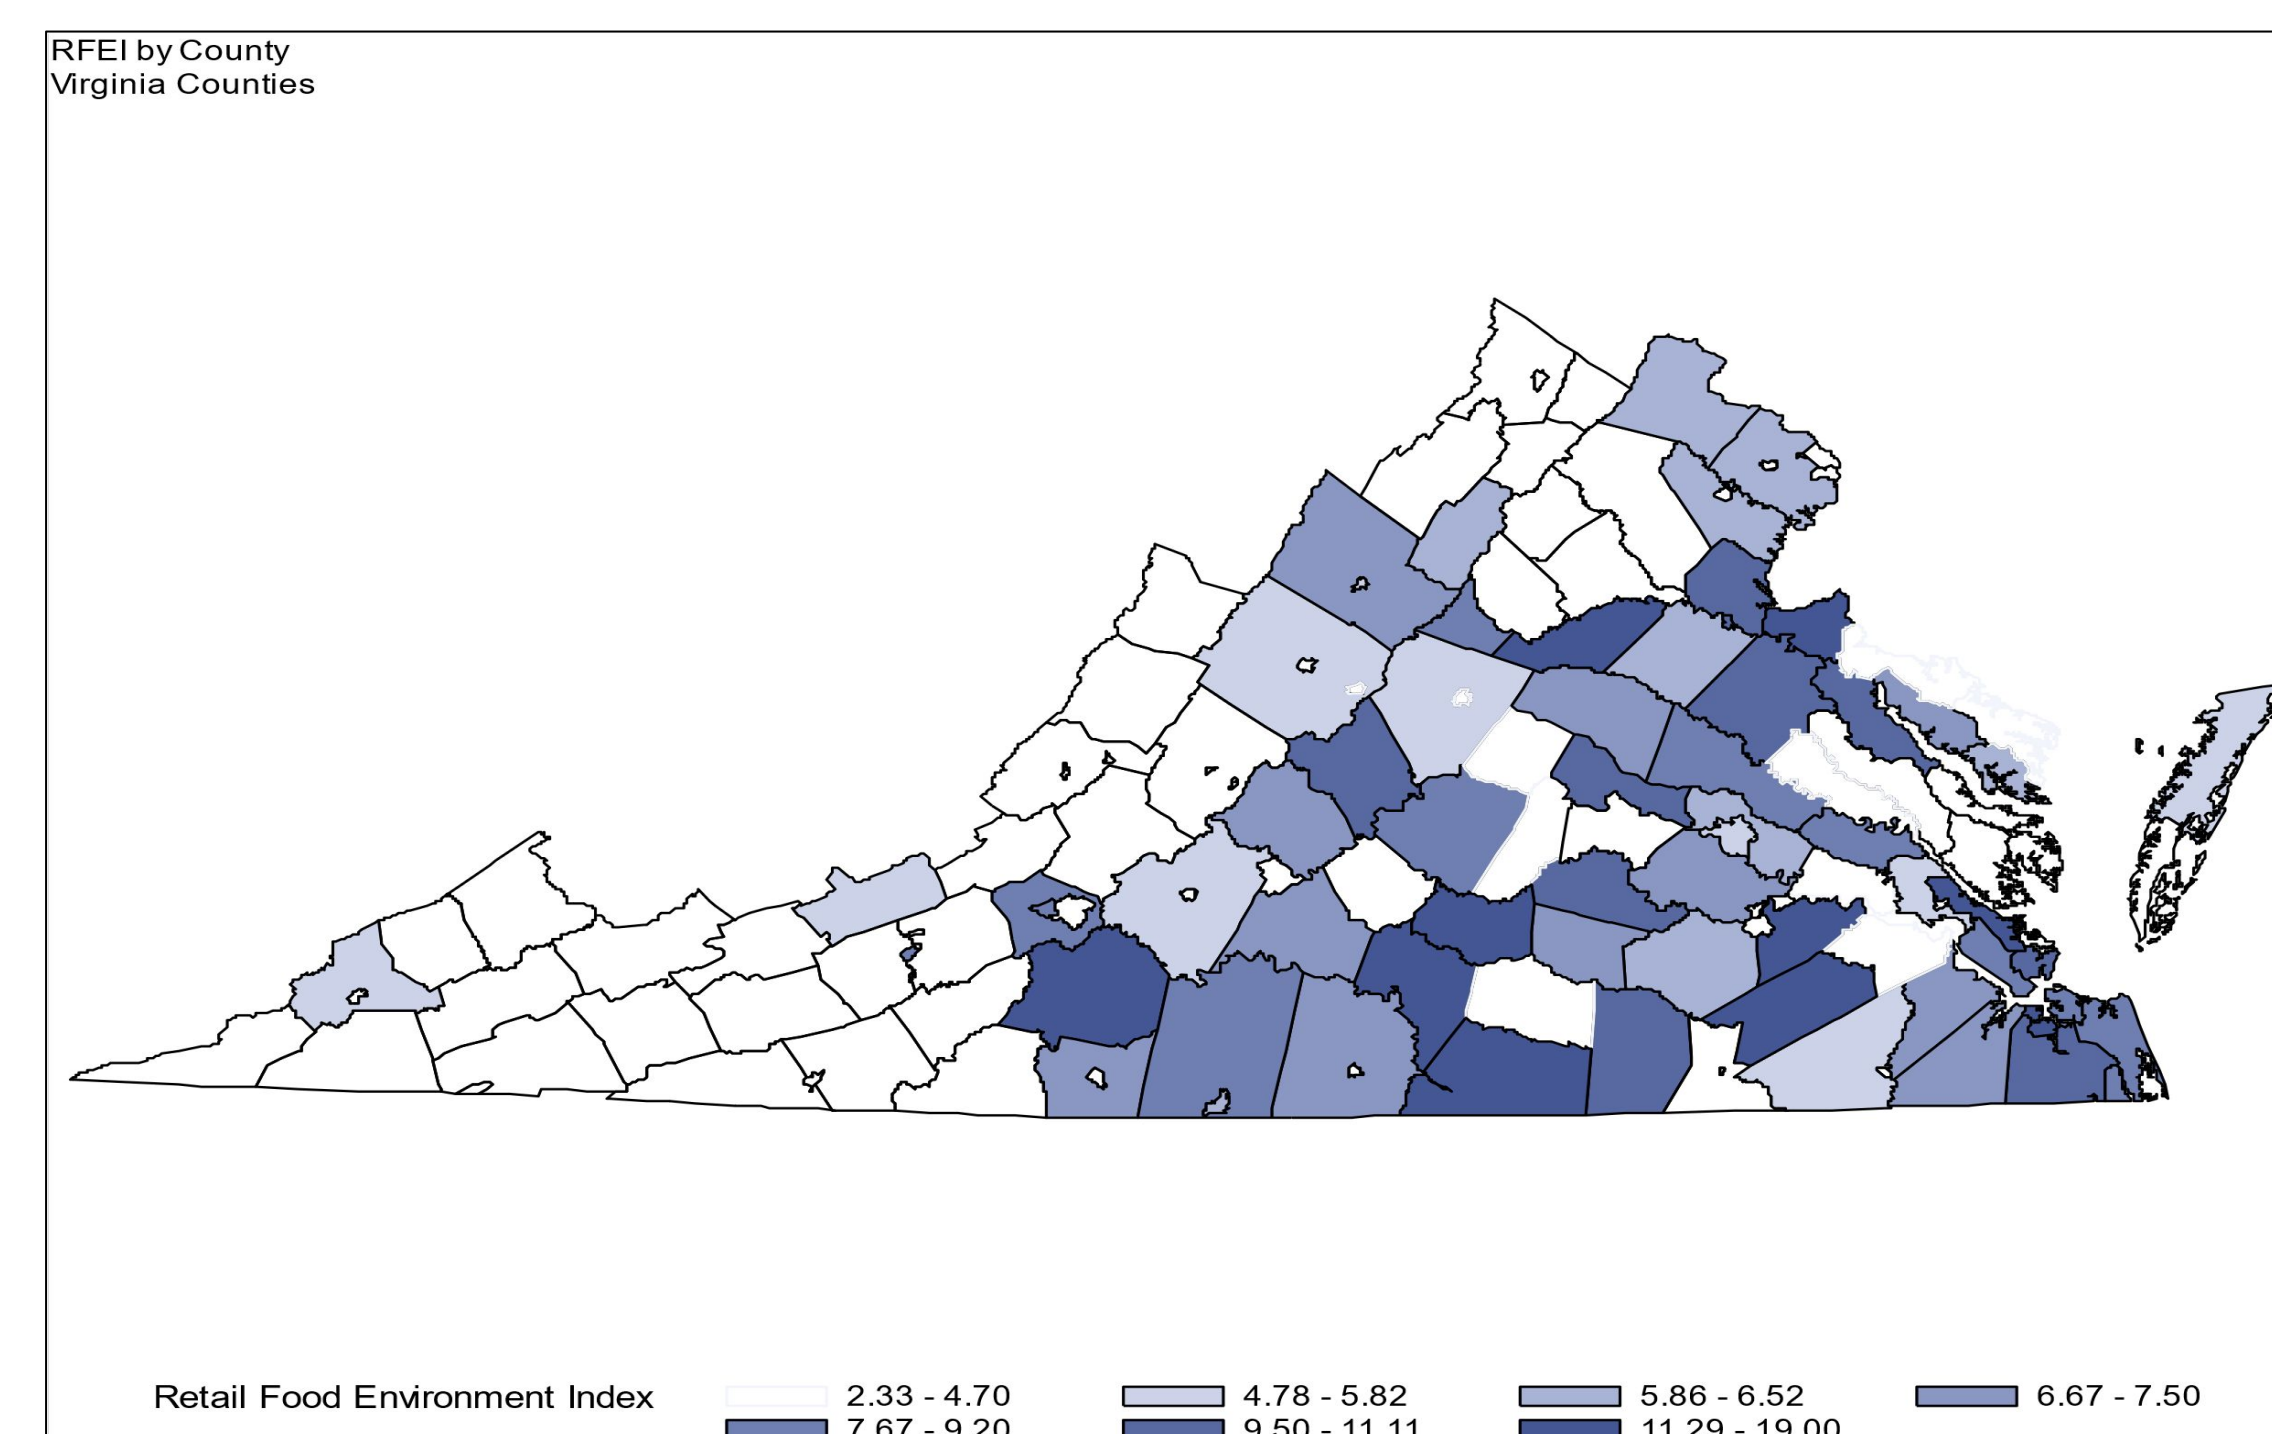 RFEI by County
Virginia Counties
Retail Food Environment Index 2.33 - 4.70 4.78 - 5.82 5.86 - 6.52 6.67 - 7.50
7.67 - 9.20 9.50 - 11.11 11.29 - 19.00